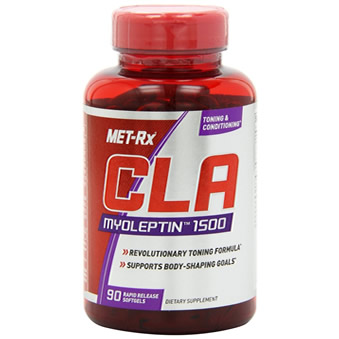 TONING &
CONDITIONING*
MET-Rx®
CLA
MYOLEPTIN™ 1500
»REVOLUTIONARY TONING FORMULA*
»SUPPORTS BODY-SHAPING GOALS*
90 RAPID RELEASE
SOFTGELS
DIETARY SUPPLEMENT